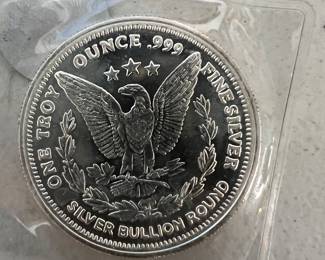 ONE TROY OUNCE .999 FINE SILVER
SILVER BULLION ROUND